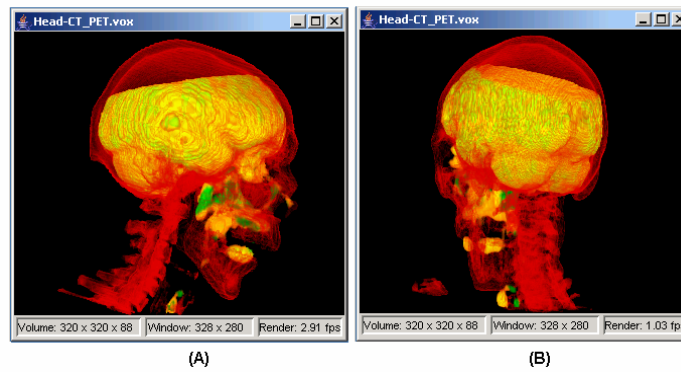 Head-CT_PET.vox
Volume: 320 x 320 x 88 Window: 328 x 280 Render: 2.91 fps
(A)
Head-CT_PET.vox
Volume: 320 x 320 x 88 Window: 328 x 280 Render: 1.03 fp
(B)